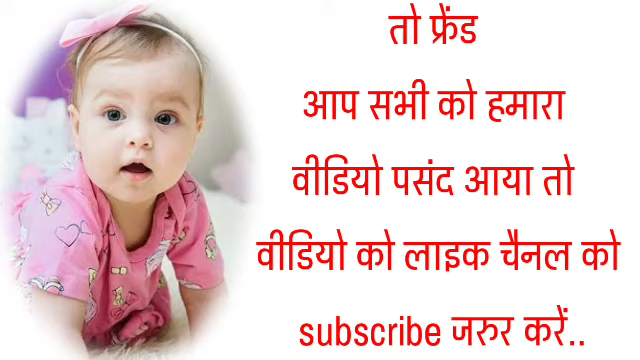 तो फ्रेंड
आप सभी को हमारा
वीडियो पसंद आया तो
वीडियो को लाइक चैनल को
subscribe जरुर करें..